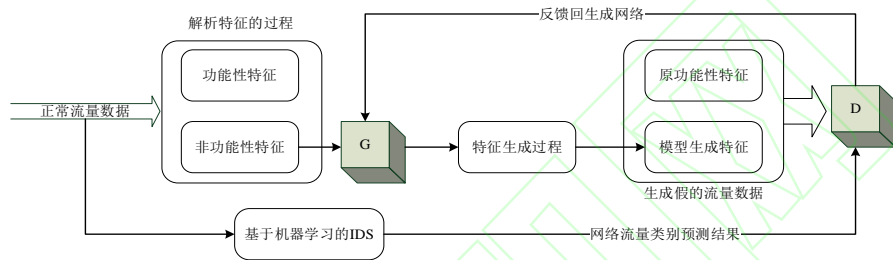 解析特征的过程
反馈回生成网络
功能性特征
原功能性特征
正常流量数据
D
非功能性特征
G
特征生成过程
模型生成特征
生成假的流量数据
基于机器学习的IDS
网络流量类别预测结果